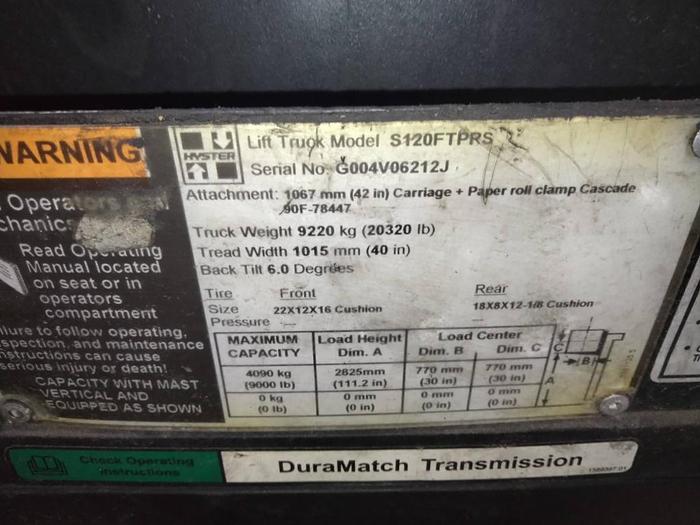 WARNING
Read Operating
Manual located
on seat or in
operators
compartment
to follow operating,
and maintenance
can cause
serious injury or death!
CAPACITY WITH MAST
VERTICAL AND
EQUIPPED AS SHOWN
HYSTER
Lift Truck Model S120FTPRS
Serial No. G004V06212J
Attachment: 1067 mm (42 in) Carriage + Paper roll clamp Cascade
90F-78447
Truck Weight 9220 kg (20320 lb)
Tread Width 1015 mm (40 in)
Back Tilt 6.0 Degrees
Tire Front Rear
Size 22X12X16 Cushion 18X8X12-1/8 Cushion
Pressure
MAXIMUM CAPACITY Load Height Dim. A Load Center Dim. B Dim. C
4090 kg (9000 lb) 2825mm (111.2 in) 770 mm (30 in) 770 mm (30 in)
0 kg (0 lb) 0 mm (0 in) 0 mm (0 in) 0 mm (0 in)
C
B
A
Check Operating
Instructions
DuraMatch Transmission